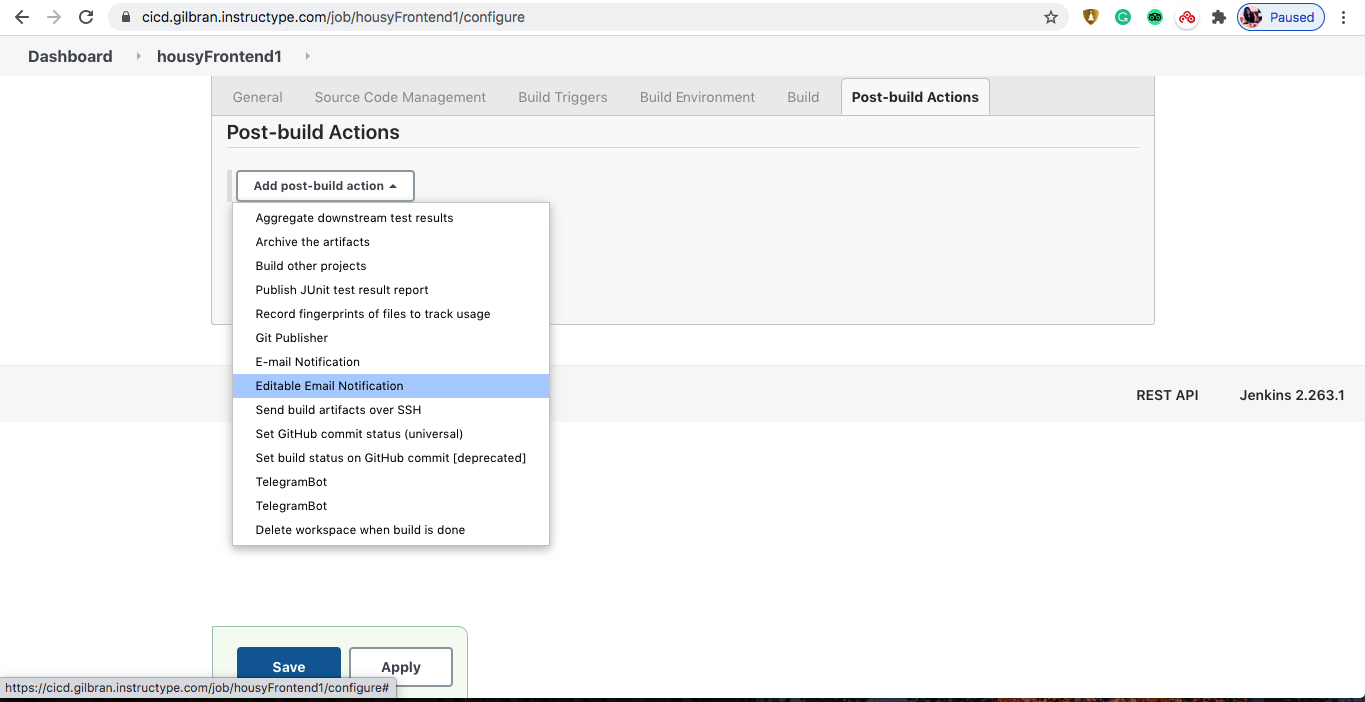 cicd.gilbran.instructype.com/job/housyFrontend1/configure
Paused
Dashboard
housyFrontend1
General
Source Code Management
Build Triggers
Build Environment
Build
Post-build Actions
Post-build Actions
Add post-build action
Aggregate downstream test results
Archive the artifacts
Build other projects
Publish JUnit test result report
Record fingerprints of files to track usage
Git Publisher
E-mail Notification
Editable Email Notification
Send build artifacts over SSH
Set GitHub commit status (universal)
Set build status on GitHub commit [deprecated]
TelegramBot
TelegramBot
Delete workspace when build is done
REST API
Jenkins 2.263.1
Save
Apply
https://cicd.gilbran.instructype.com/job/housyFrontend1/configure#